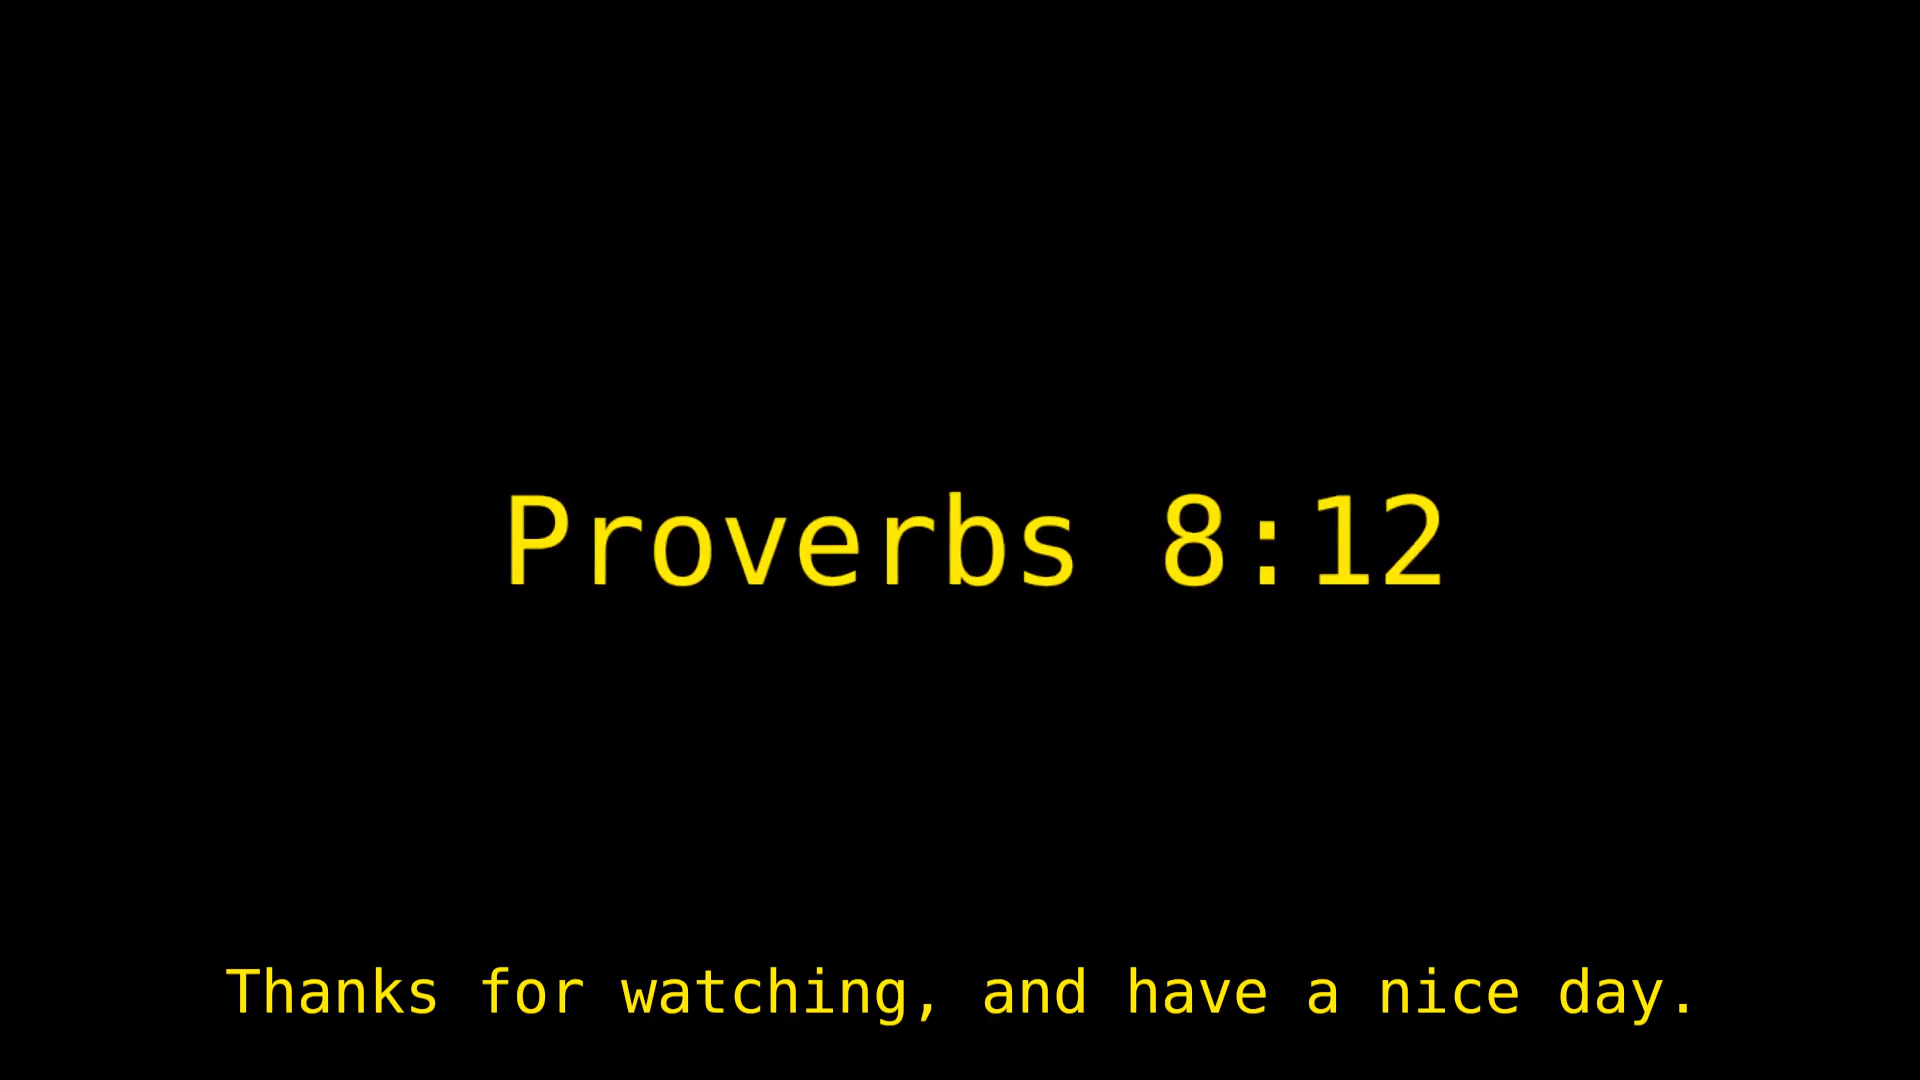 Proverbs 8:12
Thanks for watching, and have a nice day.